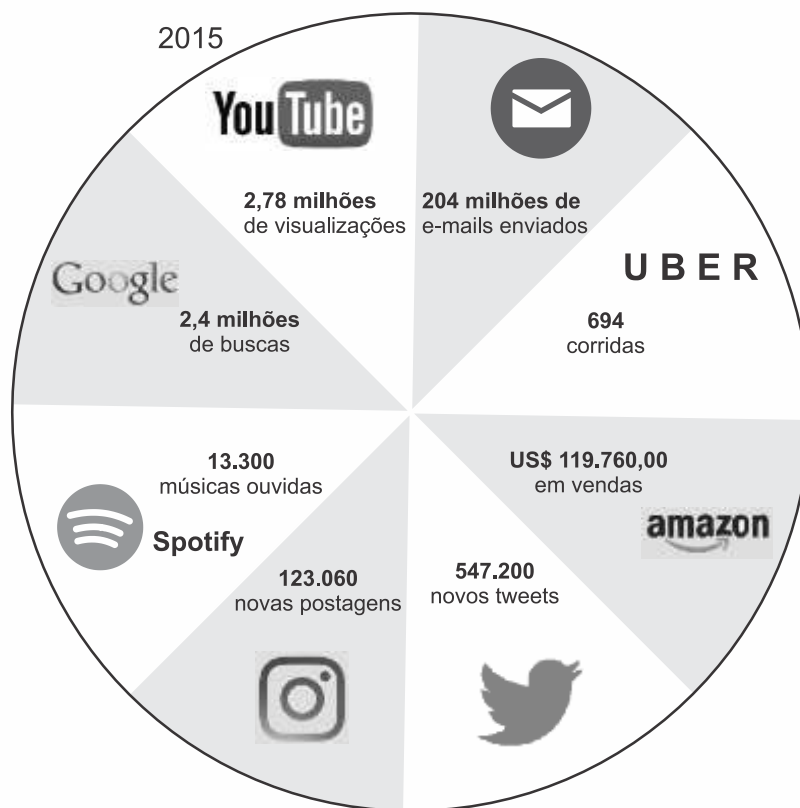 2015
YouTube
2,78 milhões
de visualizações
204 milhões de
e-mails enviados
UBER
694
corridas
Google
2,4 milhões
de buscas
13.300
músicas ouvidas
Spotify
US$ 119.760,00
em vendas
amazon
123.060
novas postagens
547.200
novos tweets